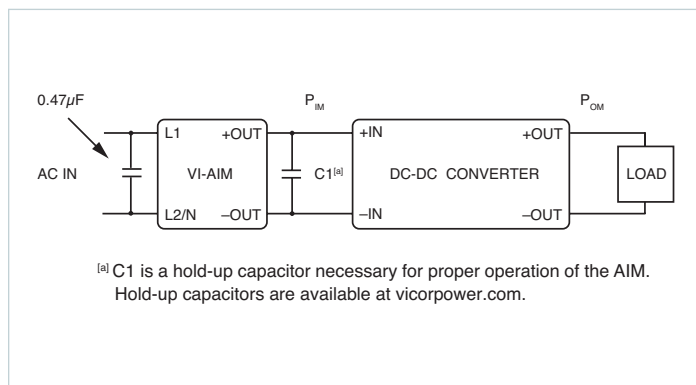 0.47µF
P_IM
P_OM
L1
+OUT
+IN
+OUT
AC IN
VI-AIM
C1[a]
DC-DC CONVERTER
LOAD
L2/N
–OUT
–IN
–OUT
[a] C1 is a hold-up capacitor necessary for proper operation of the AIM.
Hold-up capacitors are available at vicorpower.com.